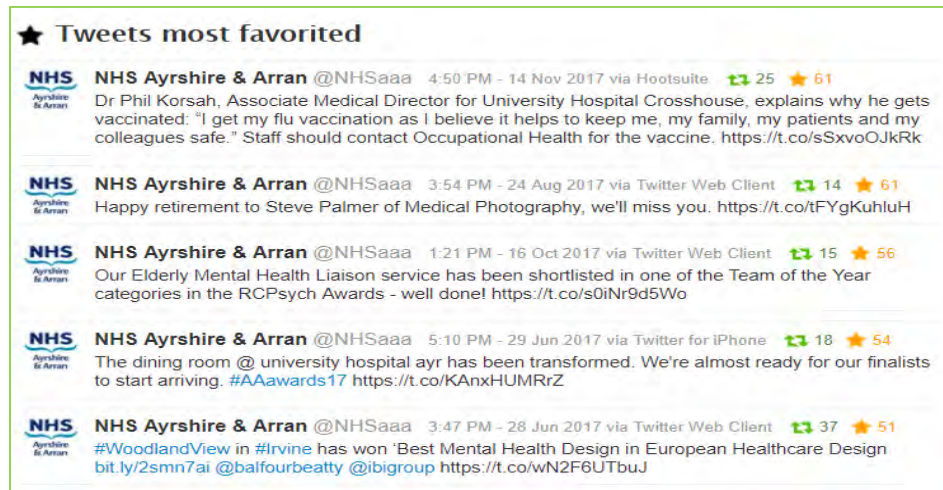 ★ Tweets most favorited
NHS Ayrshire & Arran
NHS Ayrshire & Arran @NHSaaa 4:50 PM - 14 Nov 2017 via Hootsuite 25 61
Dr Phil Korsah, Associate Medical Director for University Hospital Crosshouse, explains why he gets
vaccinated: “I get my flu vaccination as I believe it helps to keep me, my family, my patients and my
colleagues safe.” Staff should contact Occupational Health for the vaccine. https://t.co/sSxvoOJkRk
NHS Ayrshire & Arran
NHS Ayrshire & Arran @NHSaaa 3:54 PM - 24 Aug 2017 via Twitter Web Client 14 61
Happy retirement to Steve Palmer of Medical Photography, we'll miss you. https://t.co/tFYgKuhluH
NHS Ayrshire & Arran
NHS Ayrshire & Arran @NHSaaa 1:21 PM - 16 Oct 2017 via Twitter Web Client 15 56
Our Elderly Mental Health Liaison service has been shortlisted in one of the Team of the Year
categories in the RCPsych Awards - well done! https://t.co/s0iNr9d5Wo
NHS Ayrshire & Arran
NHS Ayrshire & Arran @NHSaaa 5:10 PM - 29 Jun 2017 via Twitter for iPhone 18 54
The dining room @ university hospital ayr has been transformed. We're almost ready for our finalists
to start arriving. #AAawards17 https://t.co/KAnxHUMRrZ
NHS Ayrshire & Arran
NHS Ayrshire & Arran @NHSaaa 3:47 PM - 28 Jun 2017 via Twitter Web Client 37 51
#WoodlandView in #Irvine has won ‘Best Mental Health Design in European Healthcare Design
bit.ly/2smn7ai @balfourbeatty @ibigroup https://t.co/wN2F6UTbuJ